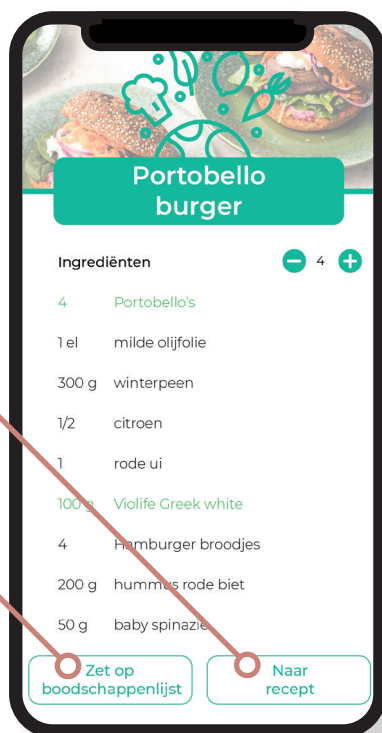 Portobello
burger
Ingrediënten 4
4 Portobello's
1 el milde olijfolie
300 g winterpeen
1/2 citroen
1 rode ui
100 g Violife Greek white
4 Hamburger broodjes
200 g hummus rode biet
50 g baby spinazie
Zet op
boodschappenlijst
Naar
recept